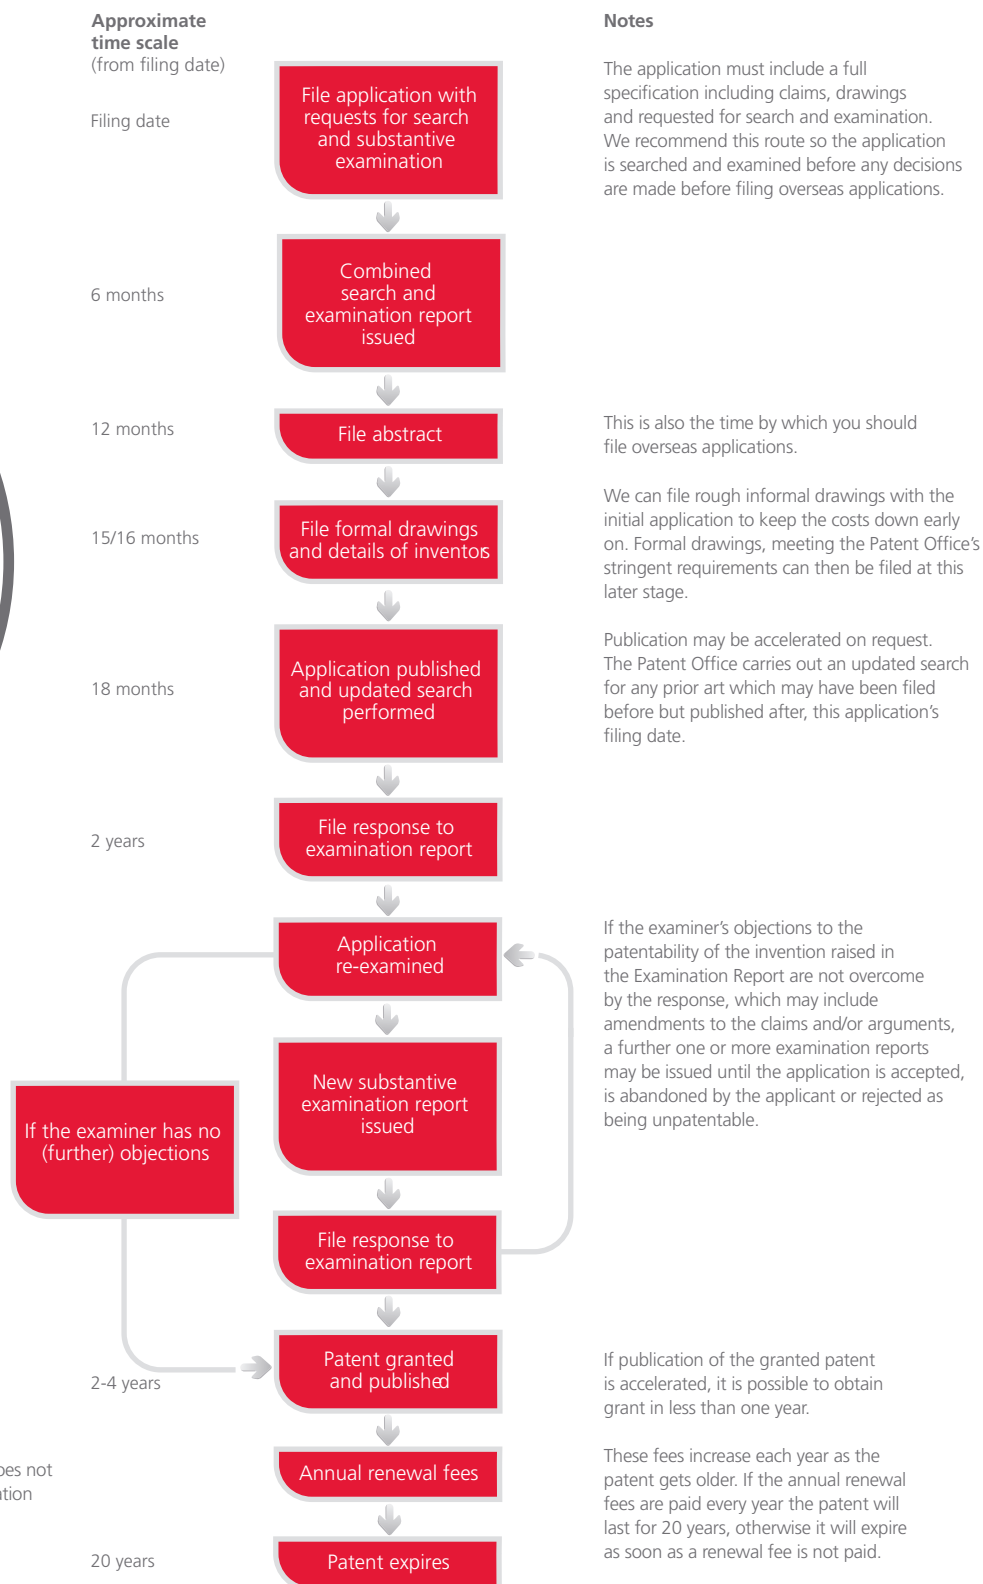 Approximate
time scale
(from filing date)
Notes
Filing date
File application with
requests for search
and substantive
examination
The application must include a full
specification including claims, drawings
and requested for search and examination.
We recommend this route so the application
is searched and examined before any decisions
are made before filing overseas applications.
6 months
Combined
search and
examination report
issued
12 months
File abstract
This is also the time by which you should
file overseas applications.
15/16 months
File formal drawings
and details of inventors
We can file rough informal drawings with the
initial application to keep the costs down early
on. Formal drawings, meeting the Patent Office's
stringent requirements can then be filed at this
later stage.
18 months
Application published
and updated search
performed
Publication may be accelerated on request.
The Patent Office carries out an updated search
for any prior art which may have been filed
before but published after, this application's
filing date.
2 years
File response to
examination report
Application
re-examined
If the examiner's objections to the
patentability of the invention raised in
the Examination Report are not overcome
by the response, which may include
amendments to the claims and/or arguments,
a further one or more examination reports
may be issued until the application is accepted,
is abandoned by the applicant or rejected as
being unpatentable.
New substantive
examination report
issued
If the examiner has no
(further) objections
File response to
examination report
2-4 years
Patent granted
and published
If publication of the granted patent
is accelerated, it is possible to obtain
grant in less than one year.
not
Annual renewal fees
These fees increase each year as the
patent gets older. If the annual renewal
fees are paid every year the patent will
last for 20 years, otherwise it will expire
as soon as a renewal fee is not paid.
20 years
Patent expires